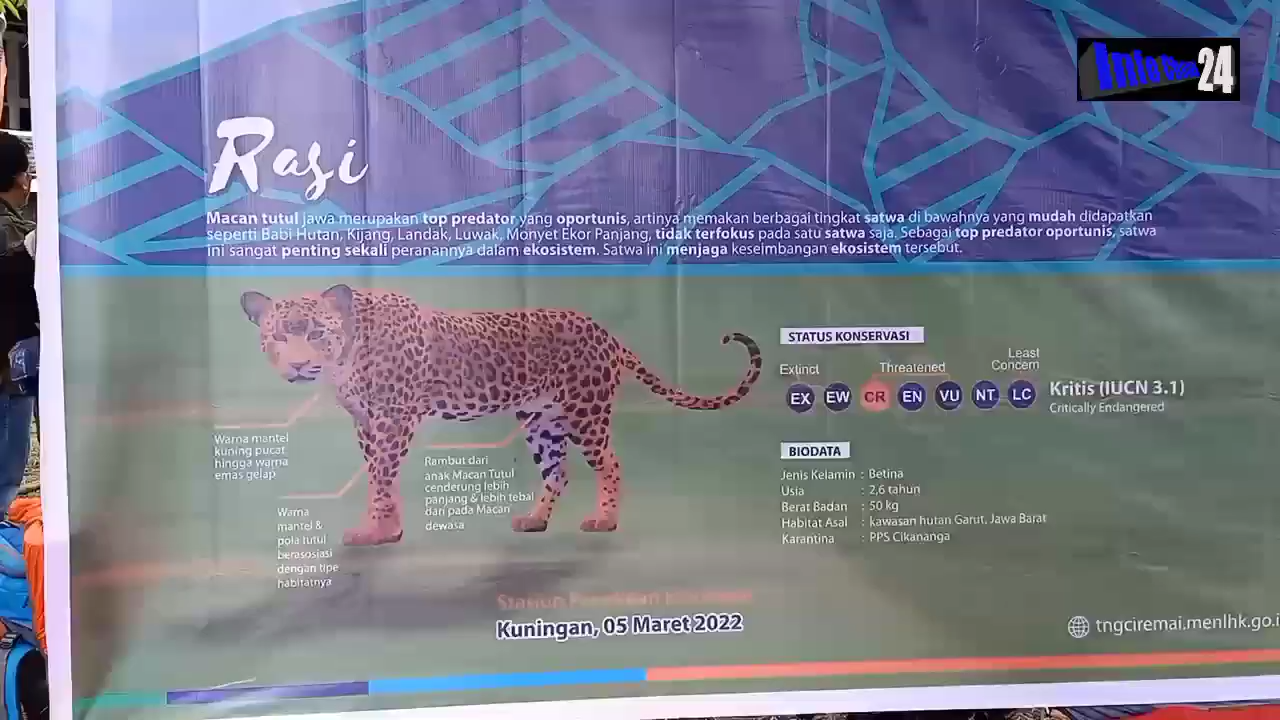 Info Cima 24
Rasi
Macan tutul jawa merupakan top predator yang oportunis, artinya memakan berbagai tingkat satwa di bawahnya yang mudah didapatkan
seperti Babi Hutan, Kijang, Landak, Luwak, Monyet Ekor Panjang, tidak terfokus pada satu satwa saja. Sebagai top predator oportunis, satwa
ini sangat penting sekali peranannya dalam ekosistem. Satwa ini menjaga keseimbangan ekosistem tersebut.
Warna mantel
kuning pucat
hingga warna
emas gelap
Warna
mantel &
pola tutul
berasosiasi
dengan tipe
habitatnya
Rambut dari
anak Macan Tutul
cenderung lebih
panjang & lebih tebal
dari pada Macan
dewasa
STATUS KONSERVASI
Extinct
Threatened
Least
Concern
EX EW CR EN VU NT LC
Kritis (IUCN 3.1)
Critically Endangered
BIODATA
Jenis Kelamin : Betina
Usia : 2,6 tahun
Berat Badan : 50 kg
Habitat Asal : kawasan hutan Garut, Jawa Barat
Karantina : PPS Cikananga
Kuningan, 05 Maret 2022
tngciremai.menlhk.go.i